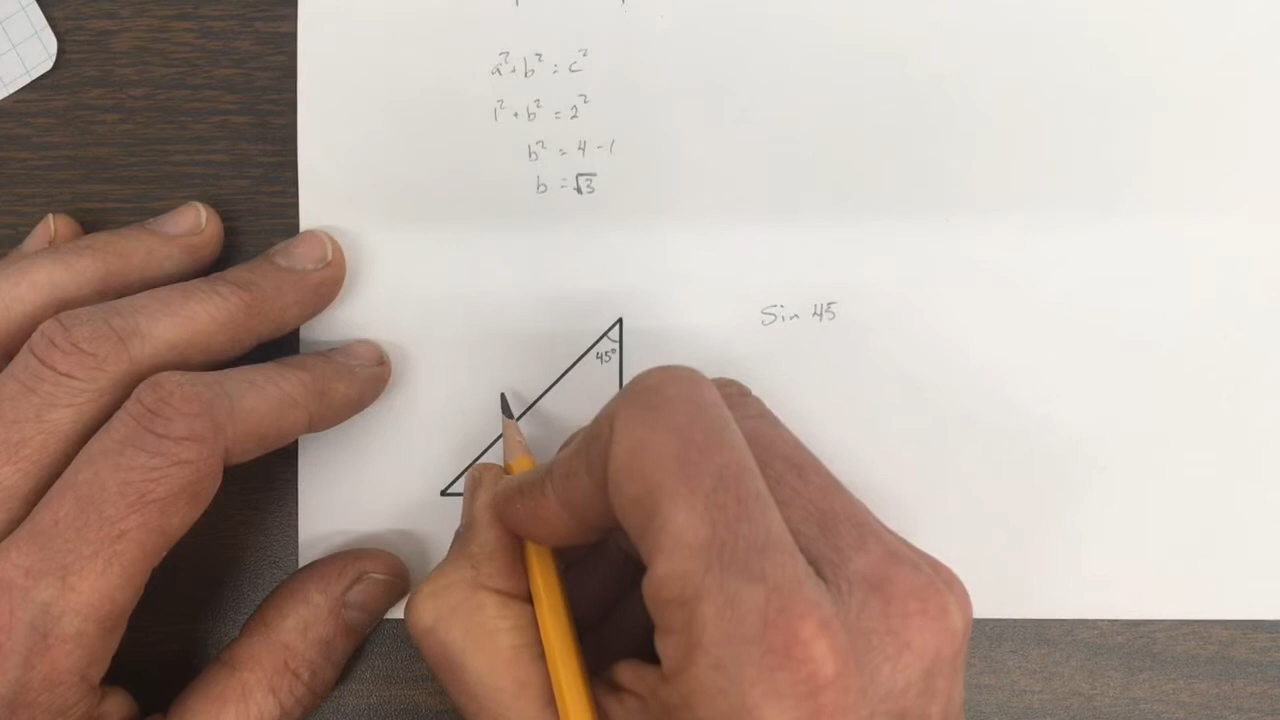 a² + b² = c²
1² + b² = 2²
b² = 4 - 1
b = √3
Sin 45
45°